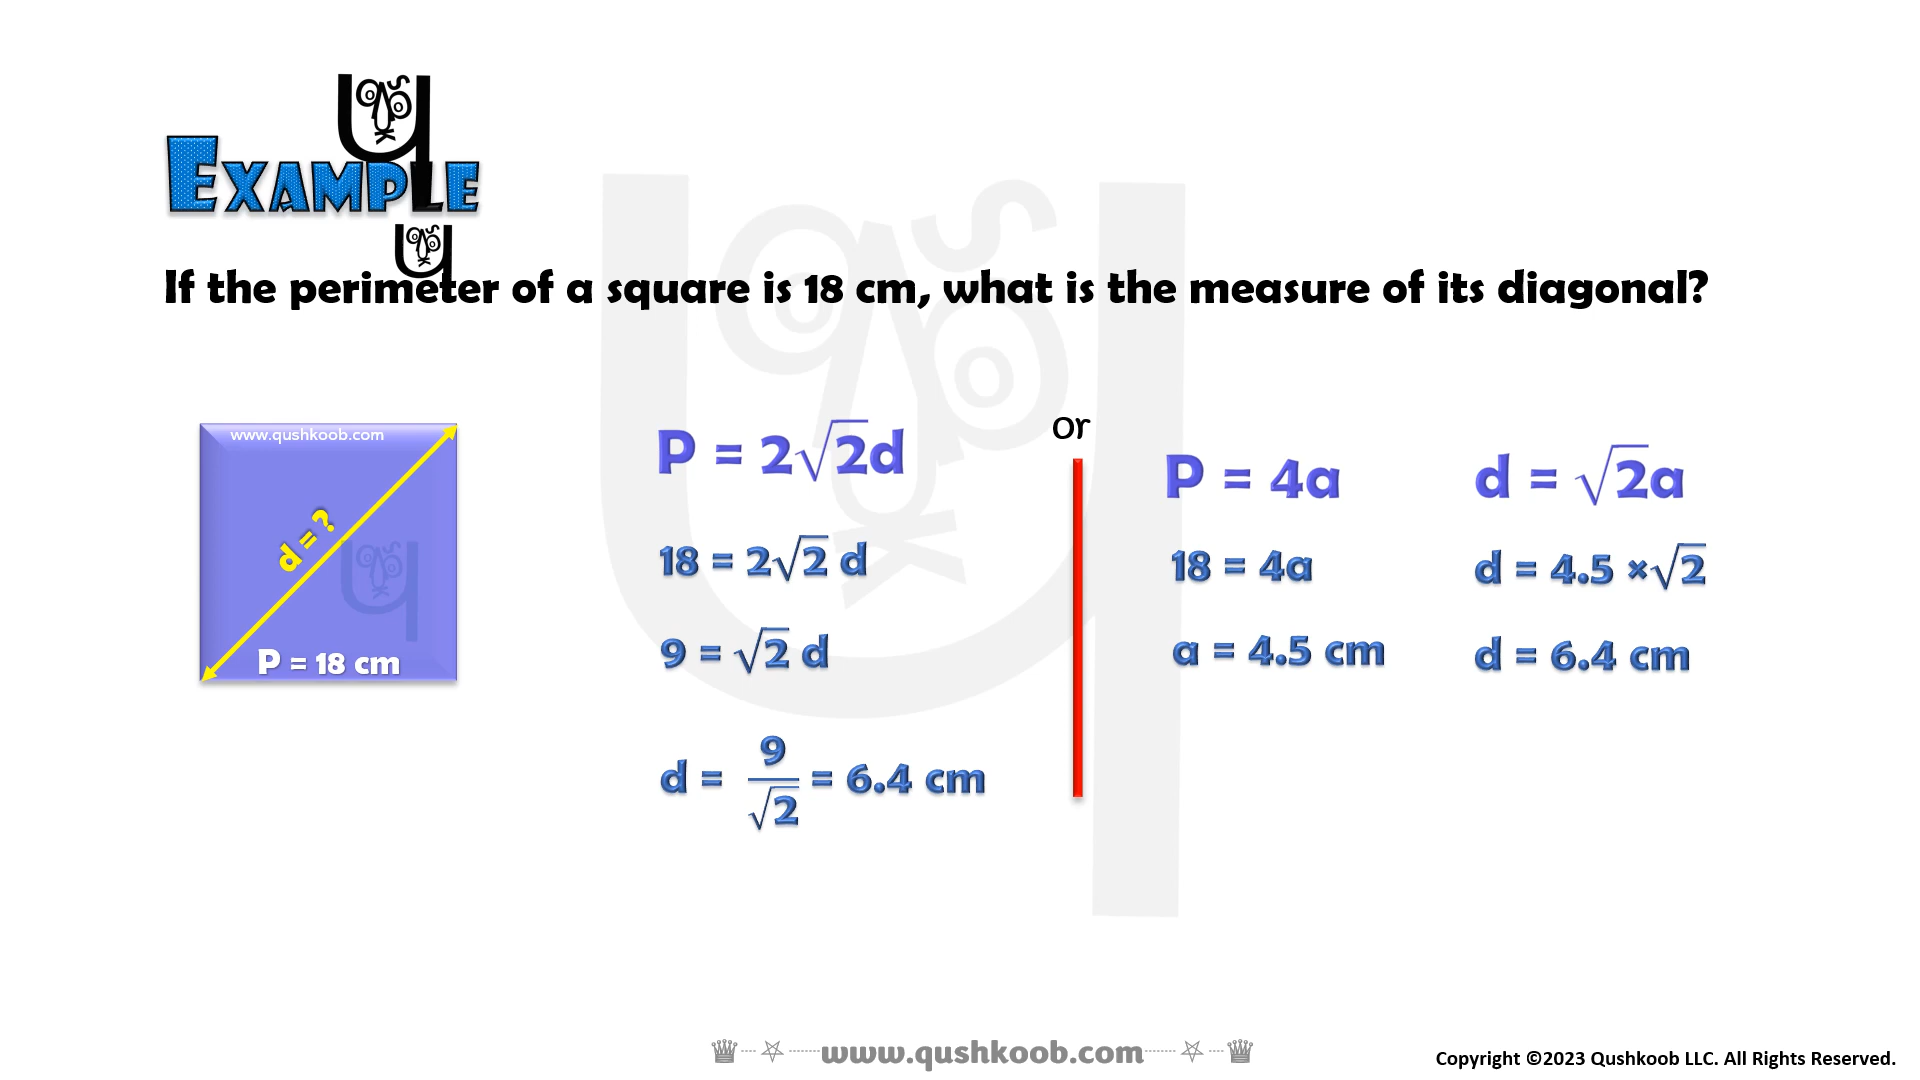 EXAMPLE
If the perimeter of a square is 18 cm, what is the measure of its diagonal?
www.qushkoob.com
d = ?
P = 18 cm
P = 2√2d
18 = 2√2 d
9 = √2 d
d = 9/√2 = 6.4 cm
or
P = 4a
18 = 4a
a = 4.5 cm
d = √2a
d = 4.5 ×√2
d = 6.4 cm
www.qushkoob.com
Copyright ©2023 Qushkoob LLC. All Rights Reserved.